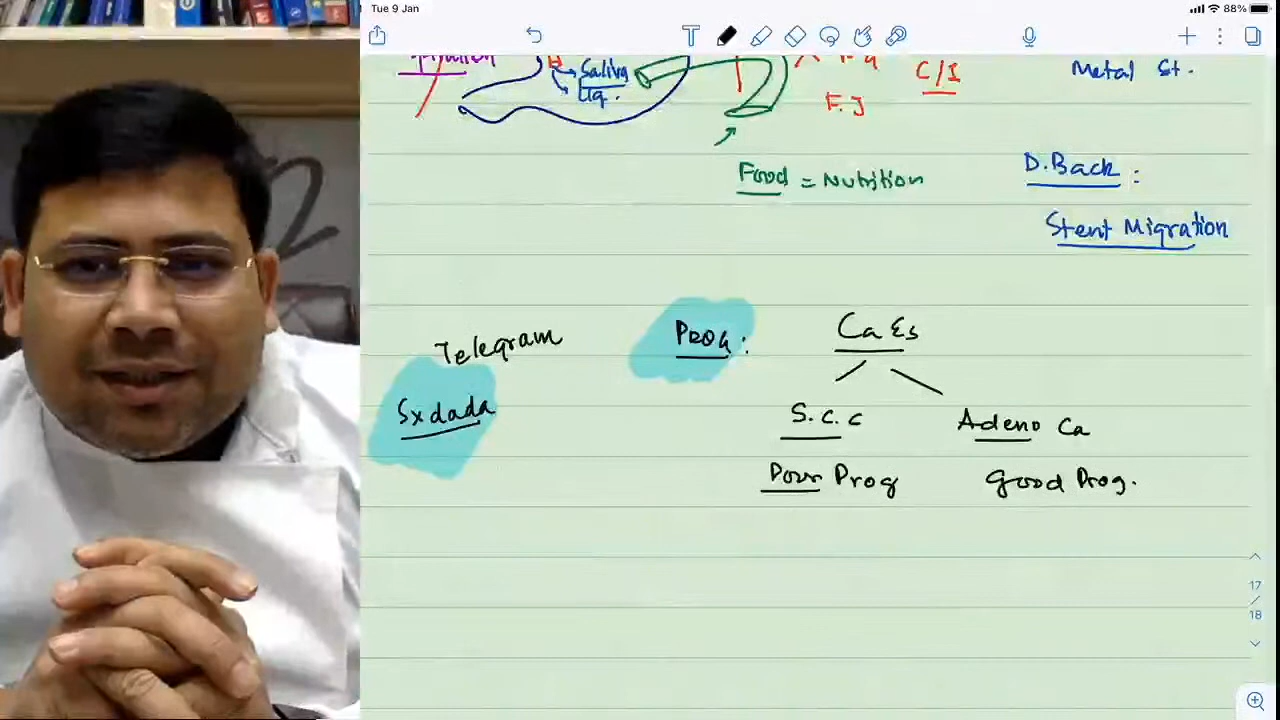 Tue 9 Jan
88%
Saliva
Liq.
F.J
C/I
Metal St.
Food = Nutrition
D.Back :
Stent Migration
Telegram
Sxdada
Prog :
Ca Es
S.C.C
Adeno Ca
Poor Prog
Good Prog.
17
18